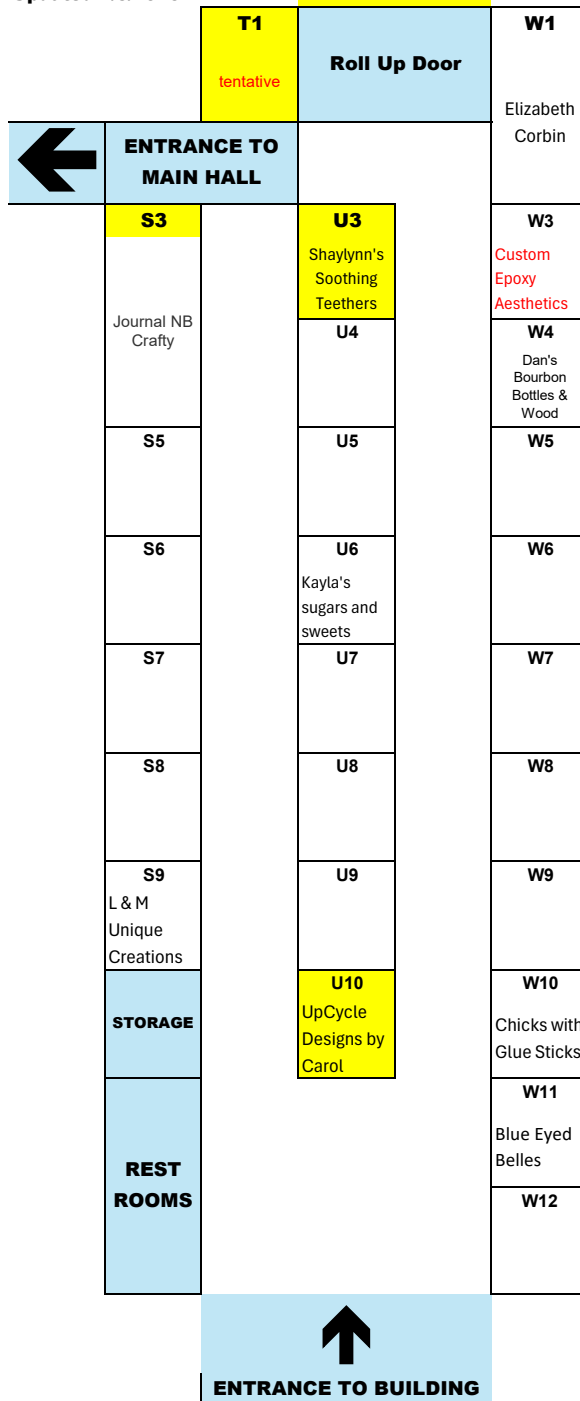 T1
tentative
Roll Up Door
W1
Elizabeth
Corbin
ENTRANCE TO
MAIN HALL
S3
Journal NB
Crafty
U3
Shaylynn's
Soothing
Teethers
W3
Custom
Epoxy
Aesthetics
U4
W4
Dan's
Bourbon
Bottles &
Wood
S5
U5
W5
S6
U6
Kayla's
sugars and
sweets
W6
S7
U7
W7
S8
U8
W8
S9
L & M
Unique
Creations
U9
W9
STORAGE
U10
UpCycle
Designs by
Carol
W10
Chicks with
Glue Sticks
W11
Blue Eyed
Belles
REST
ROOMS
W12
ENTRANCE TO BUILDING